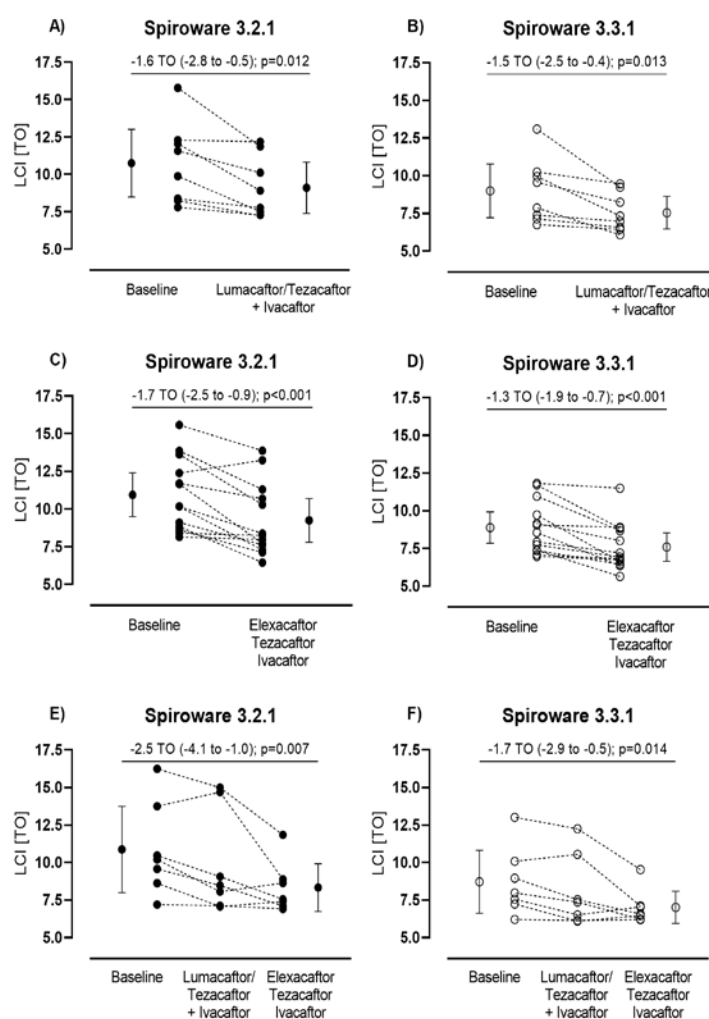 A)
Spiroware 3.2.1
-1.6 TO (-2.8 to -0.5); p=0.012
LCI [TO]
17.5
15.0
12.5
10.0
7.5
5.0
Baseline
Lumacaftor/Tezacaftor
+ Ivacaftor
B)
Spiroware 3.3.1
-1.5 TO (-2.5 to -0.4); p=0.013
LCI [TO]
17.5
15.0
12.5
10.0
7.5
5.0
Baseline
Lumacaftor/Tezacaftor
+ Ivacaftor
C)
Spiroware 3.2.1
-1.7 TO (-2.5 to -0.9); p<0.001
LCI [TO]
17.5
15.0
12.5
10.0
7.5
5.0
Baseline
Elexacaftor
Tezacaftor
Ivacaftor
D)
Spiroware 3.3.1
-1.3 TO (-1.9 to -0.7); p<0.001
LCI [TO]
17.5
15.0
12.5
10.0
7.5
5.0
Baseline
Elexacaftor
Tezacaftor
Ivacaftor
E)
Spiroware 3.2.1
-2.5 TO (-4.1 to -1.0); p=0.007
LCI [TO]
17.5
15.0
12.5
10.0
7.5
5.0
Baseline
Lumacaftor/
Tezacaftor
+ Ivacaftor
Elexacaftor
Tezacaftor
Ivacaftor
F)
Spiroware 3.3.1
-1.7 TO (-2.9 to -0.5); p=0.014
LCI [TO]
17.5
15.0
12.5
10.0
7.5
5.0
Baseline
Lumacaftor/
Tezacaftor
+ Ivacaftor
Elexacaftor
Tezacaftor
Ivacaftor